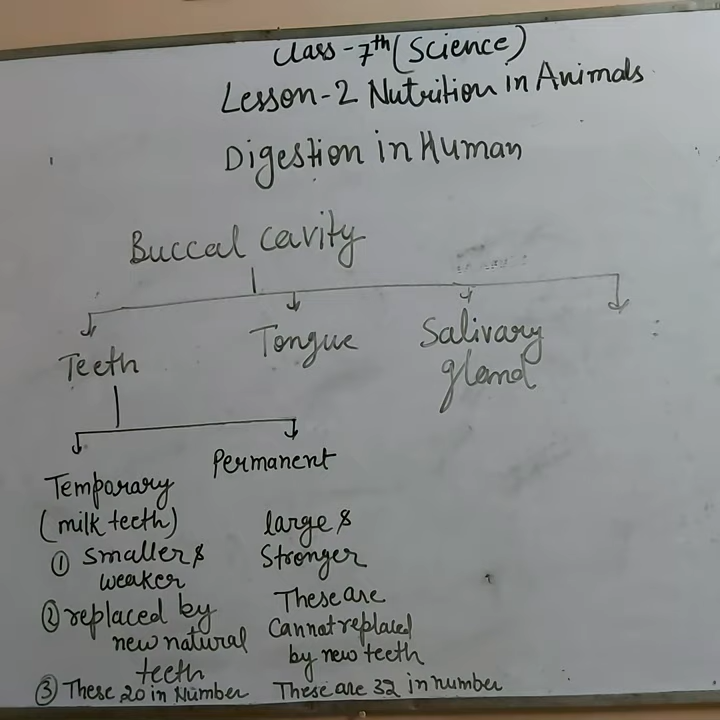 Class - 7th (Science)
Lesson-2 Nutrition in Animals
Digestion in Human
Buccal cavity
Teeth
Tongue
Salivary
gland
Temporary
(milk teeth)
① smaller &
weaker
② replaced by
new natural
teeth
③ These 20 in Number
Permanent
large &
Stronger
These are
Cannot replaced
by new teeth
These are 32 in number